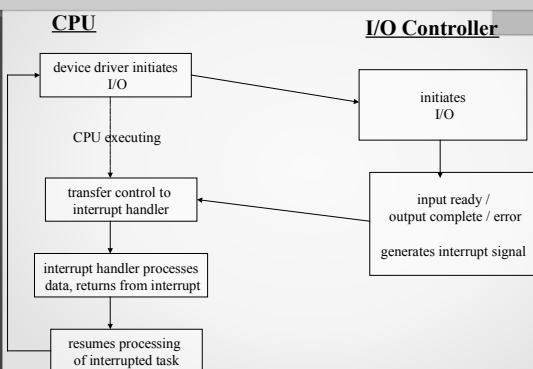 CPU
I/O Controller
device driver initiates
I/O
initiates
I/O
CPU executing
transfer control to
interrupt handler
input ready /
output complete / error
generates interrupt signal
interrupt handler processes
data, returns from interrupt
resumes processing
of interrupted task